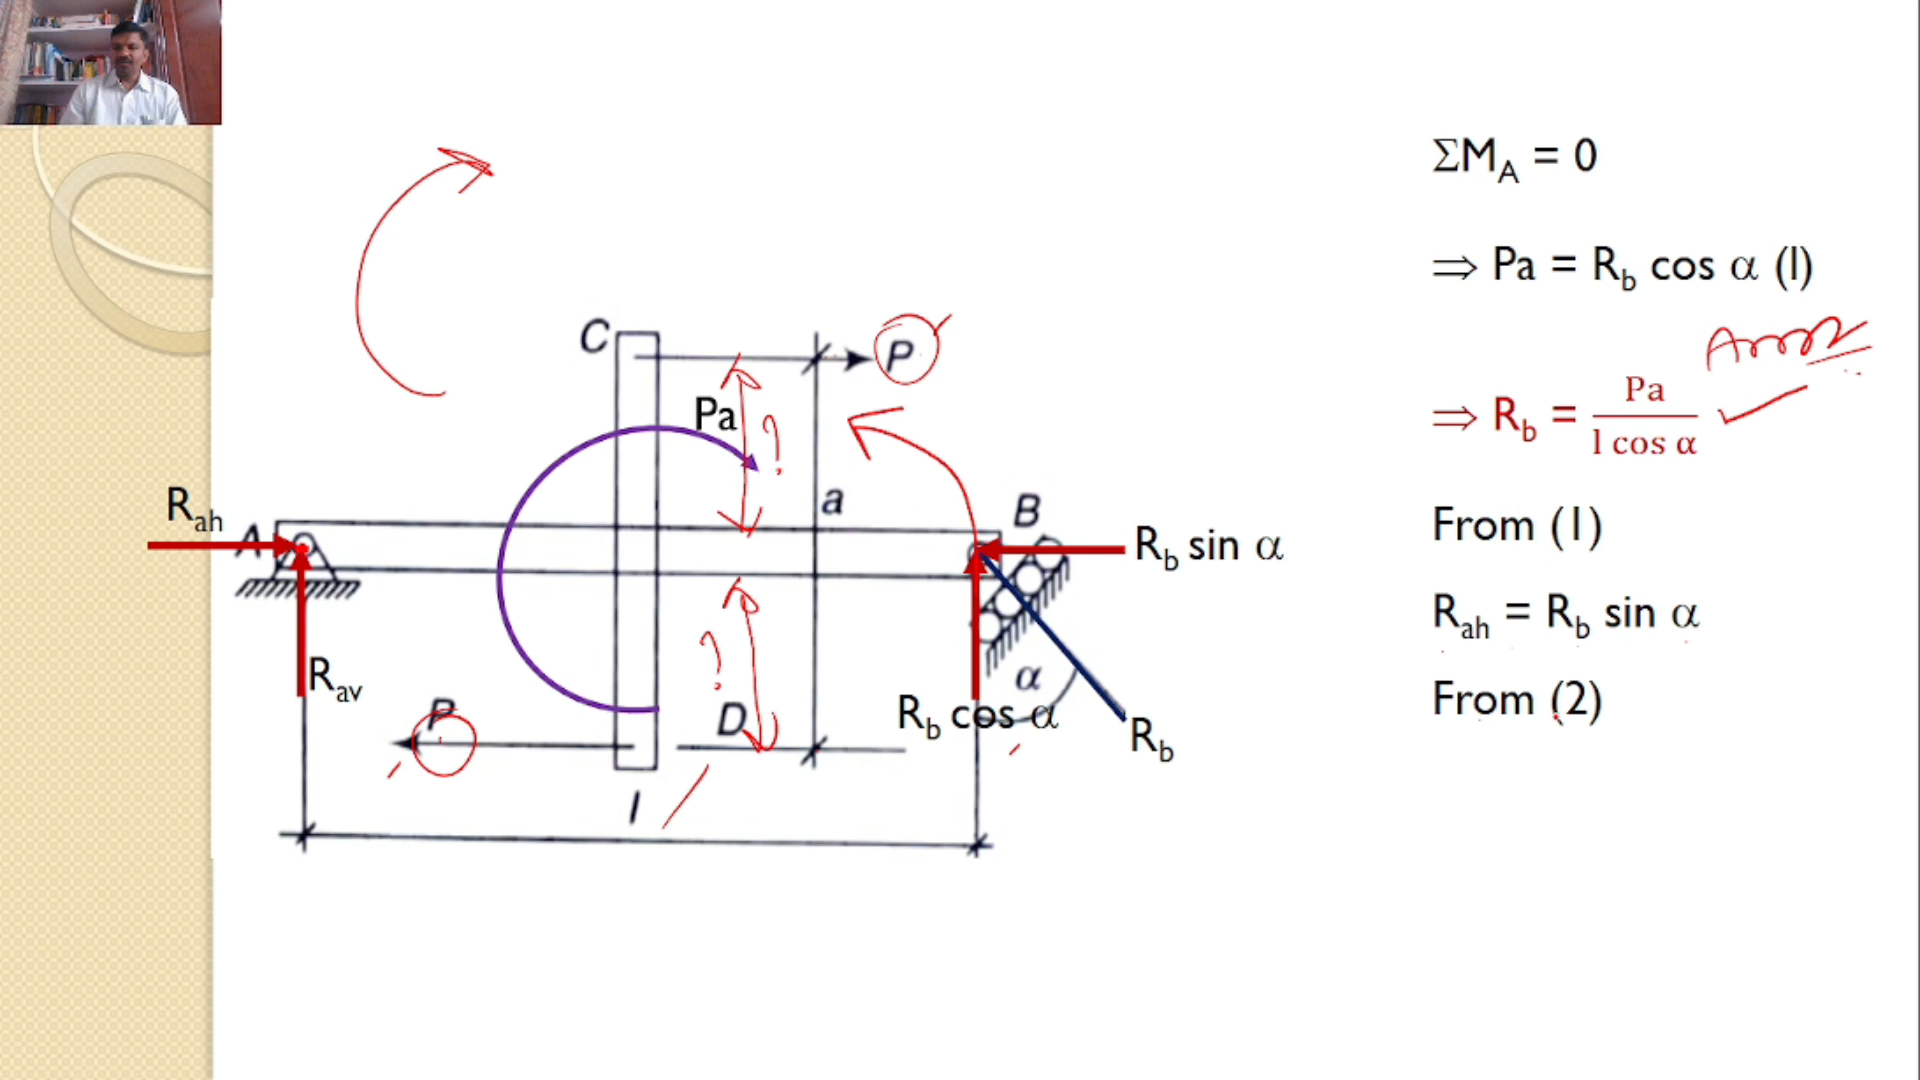 ΣM_A = 0
⇒ Pa = R_b cos α (l)
⇒ R_b = Pa / l cos α
From (1)
R_ah = R_b sin α
From (2)
C
P
Pa
?
a
R_ah
A
B
R_b sin α
R_av
?
α
P
D
R_b cos α
R_b
l